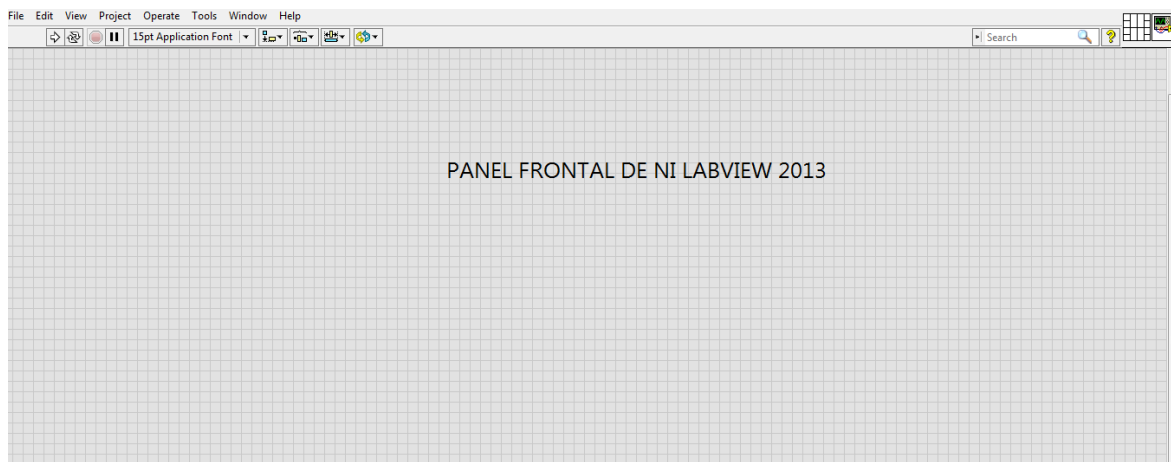 File Edit View Project Operate Tools Window Help
15pt Application Font
Search
PANEL FRONTAL DE NI LABVIEW 2013